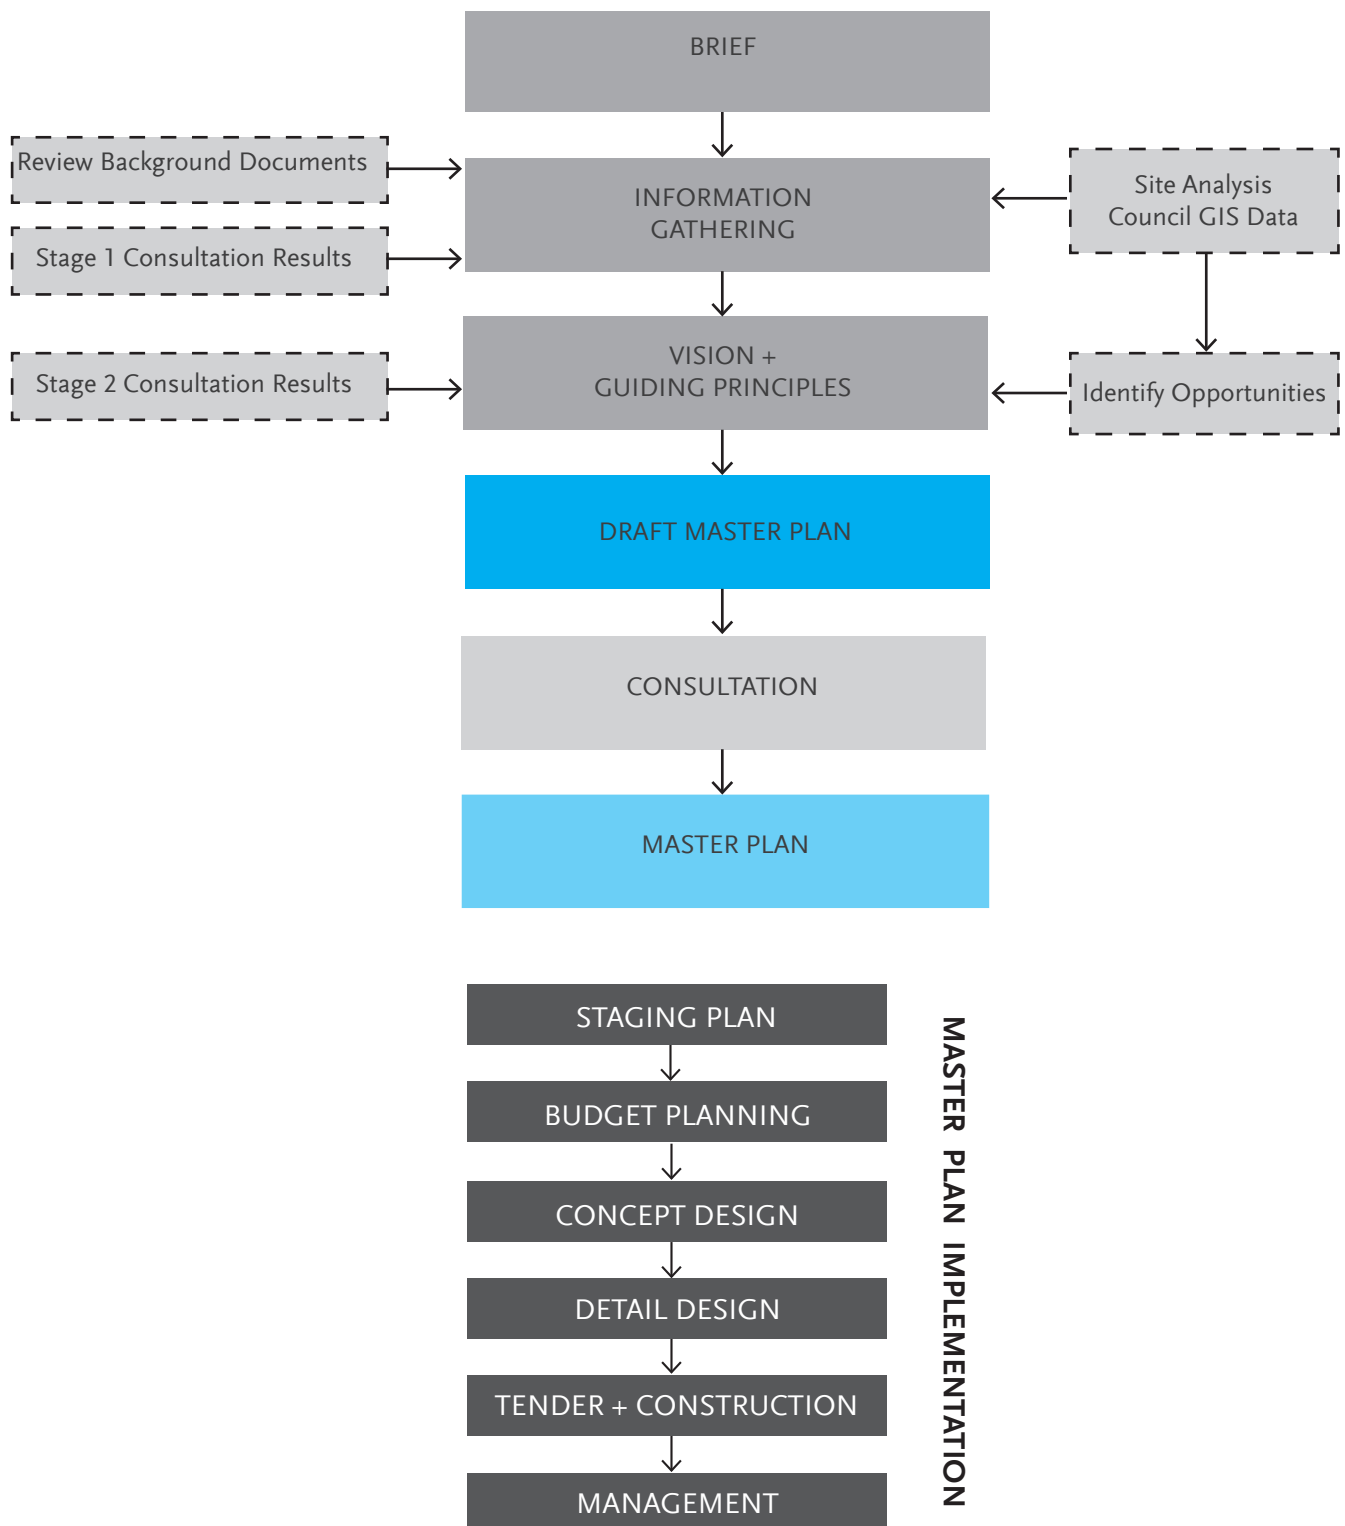 BRIEF
Review Background Documents
INFORMATION
GATHERING
Site Analysis
Council GIS Data
Stage 1 Consultation Results
VISION +
GUIDING PRINCIPLES
Stage 2 Consultation Results
Identify Opportunities
DRAFT MASTER PLAN
CONSULTATION
MASTER PLAN
STAGING PLAN
BUDGET PLANNING
CONCEPT DESIGN
DETAIL DESIGN
TENDER + CONSTRUCTION
MANAGEMENT
MASTER PLAN IMPLEMENTATION